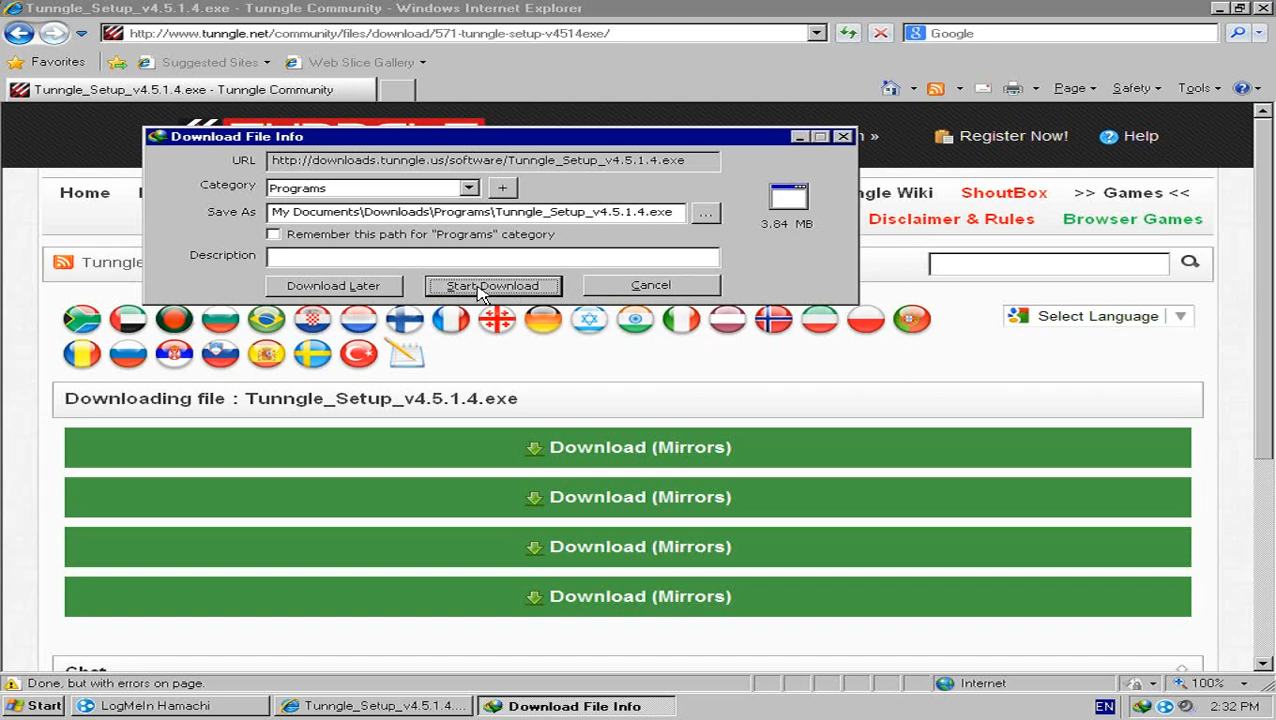 Tunngle_Setup_v4.5.1.4.exe - Tunngle Community - Windows Internet Explorer
http://www.tunngle.net/community/files/download/571-tunngle-setup-v4514exe/
Google
Favorites
Suggested Sites
Web Slice Gallery
Tunngle_Setup_v4.5.1.4.exe - Tunngle Community
Page
Safety
Tools
Register Now!
Help
Download File Info
URL
http://downloads.tunngle.us/software/Tunngle_Setup_v4.5.1.4.exe
Category
Programs
+
Save As
My Documents\Downloads\Programs\Tunngle_Setup_v4.5.1.4.exe
...
3.84 MB
Remember this path for "Programs" category
Description
Download Later
Start Download
Cancel
Home
ngle Wiki
ShoutBox
>> Games <<
Disclaimer & Rules
Browser Games
Tunngl
Select Language
Downloading file : Tunngle_Setup_v4.5.1.4.exe
Download (Mirrors)
Download (Mirrors)
Download (Mirrors)
Download (Mirrors)
Chat
Done, but with errors on page.
Internet
100%
Start
LogMeIn Hamachi
Tunngle_Setup_v4.5.1.4....
Download File Info
EN
2:32 PM